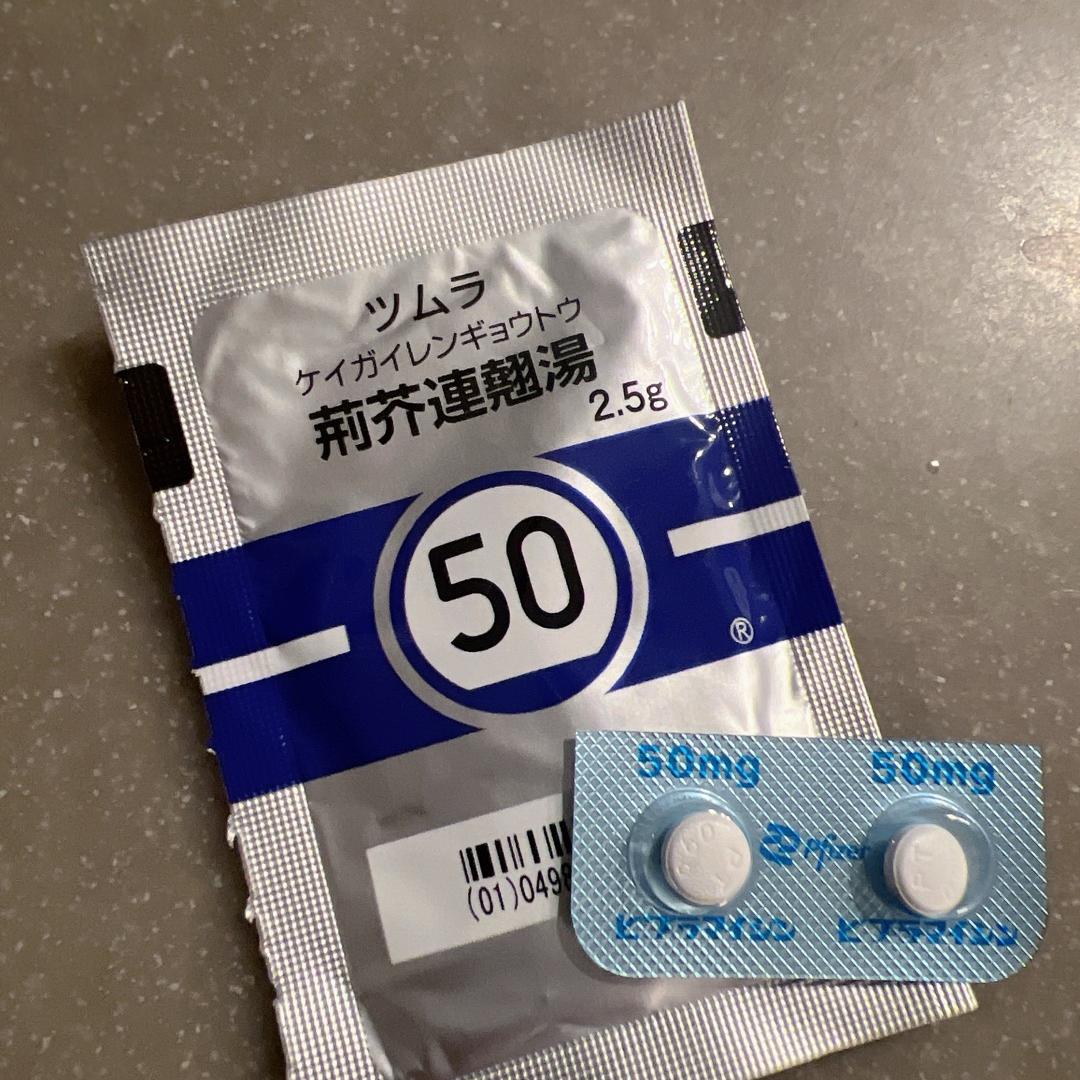 ツムラ
ケイガイレンギョウトウ
荊芥連翹湯
2.5g
50
®
(01)0498
50mg 50mg
Pfizer
ビブラマイシン ビブラマイシン